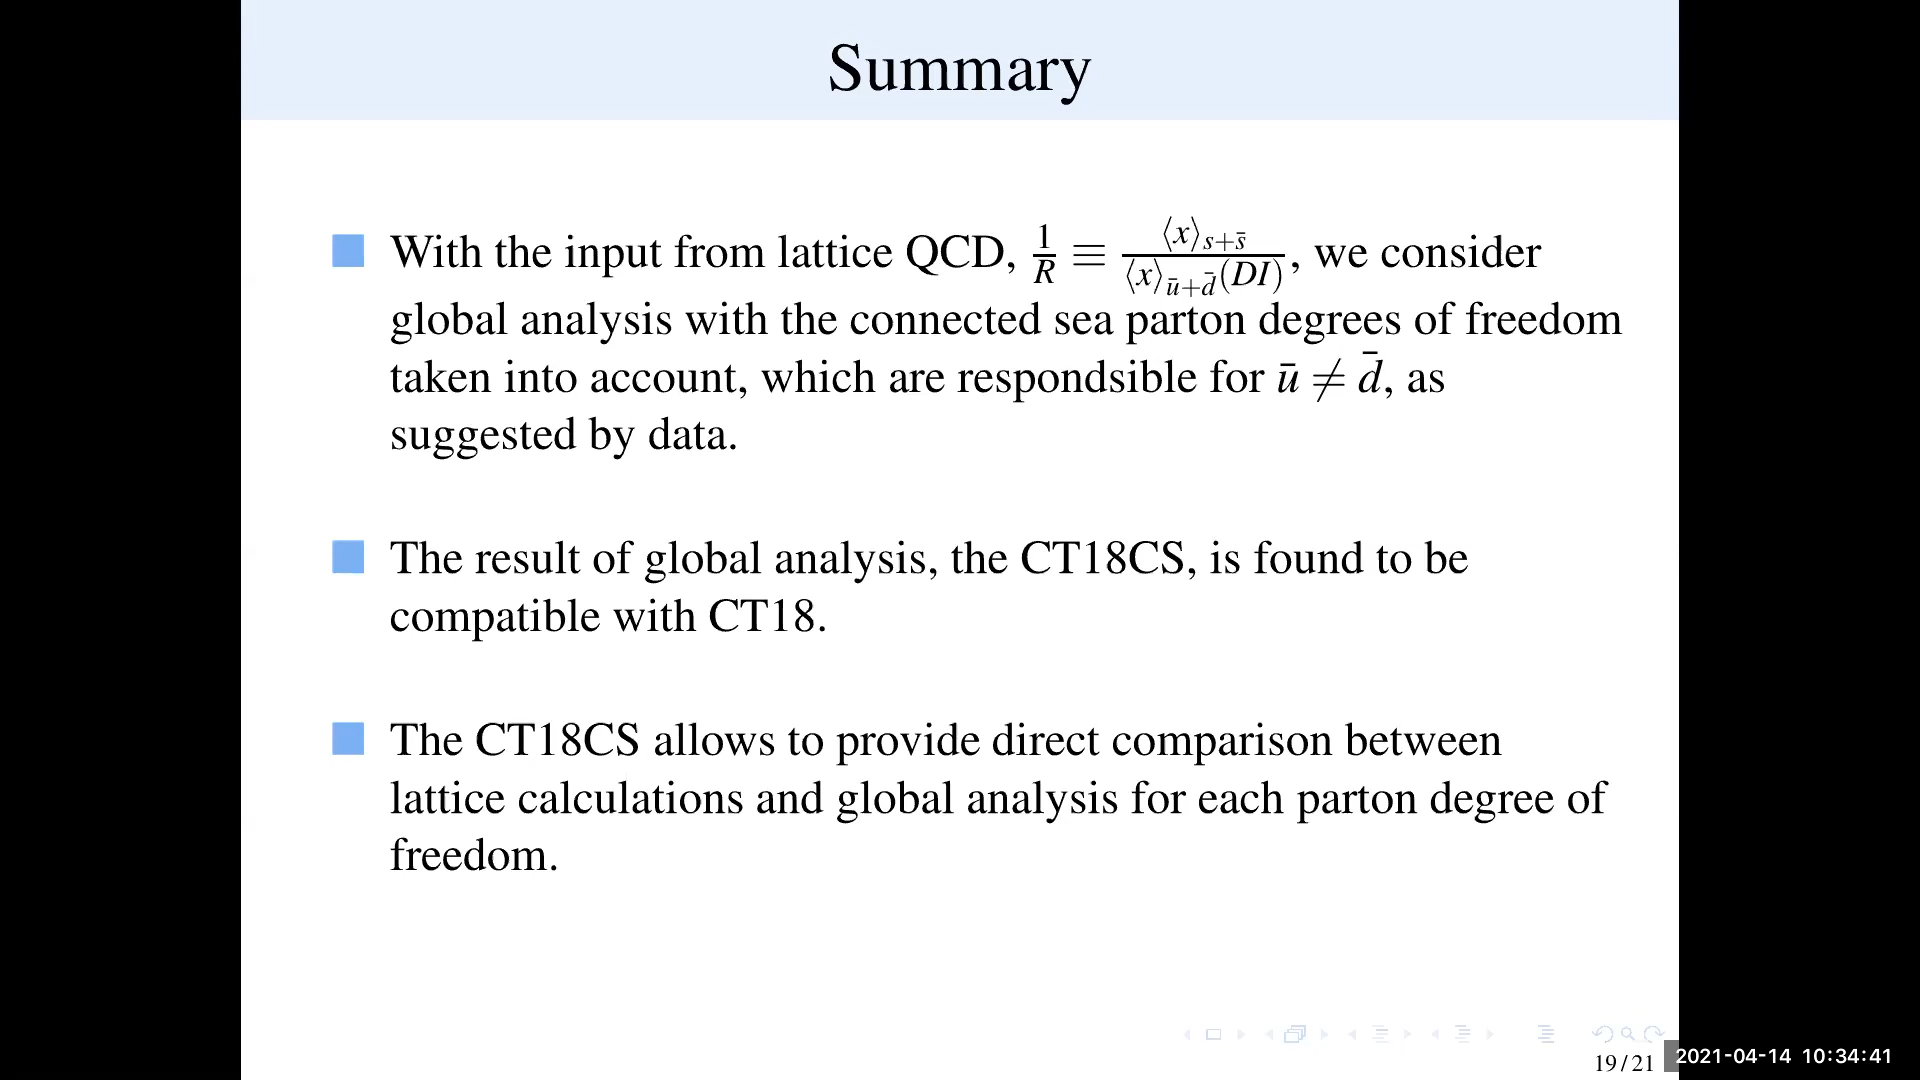 Summary
With the input from lattice QCD, 1/R ≡ ⟨x⟩_{s+s̄}/⟨x⟩_{ū+d̄}(DI), we consider
global analysis with the connected sea parton degrees of freedom
taken into account, which are respondsible for ū ≠ d̄, as
suggested by data.
The result of global analysis, the CT18CS, is found to be
compatible with CT18.
The CT18CS allows to provide direct comparison between
lattice calculations and global analysis for each parton degree of
freedom.
19 / 21
2021-04-14 10:34:41